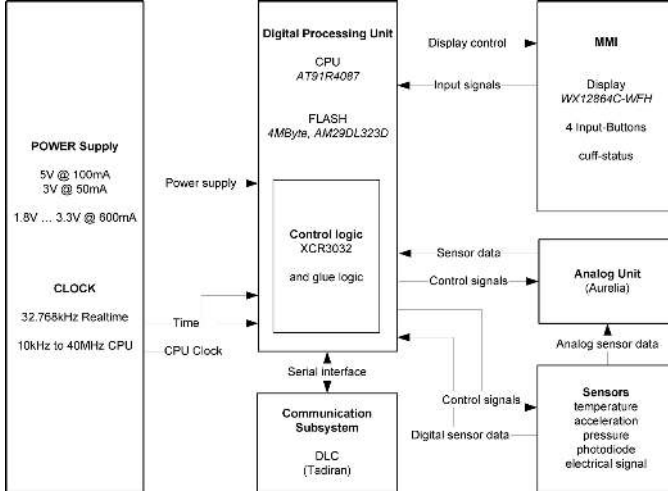 POWER Supply
5V @ 100mA
3V @ 50mA
1.8V ... 3.3V @ 600mA
CLOCK
32.768kHz Realtime
10kHz to 40MHz CPU
Power supply
Time
CPU Clock
Digital Processing Unit
CPU
AT91R4087
FLASH
4MByte, AM29DL323D
Control logic
XCR3032
and glue logic
Serial interface
Communication
Subsystem
DLC
(Tadiran)
Display control
Input signals
Sensor data
Control signals
Control signals
Digital sensor data
MMI
Display
WX12864C-WFH
4 Input-Buttons
cuff-status
Analog Unit
(Aurelia)
Analog sensor data
Sensors
temperature
acceleration
pressure
photodiode
electrical signal